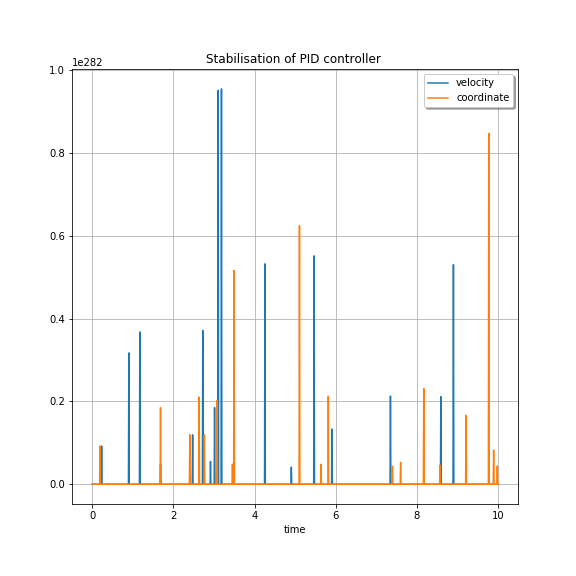 Stabilisation of PID controller
1e282
1.0
velocity
coordinate
0.8
0.6
0.4
0.2
0.0
0 2 4 6 8 10
time